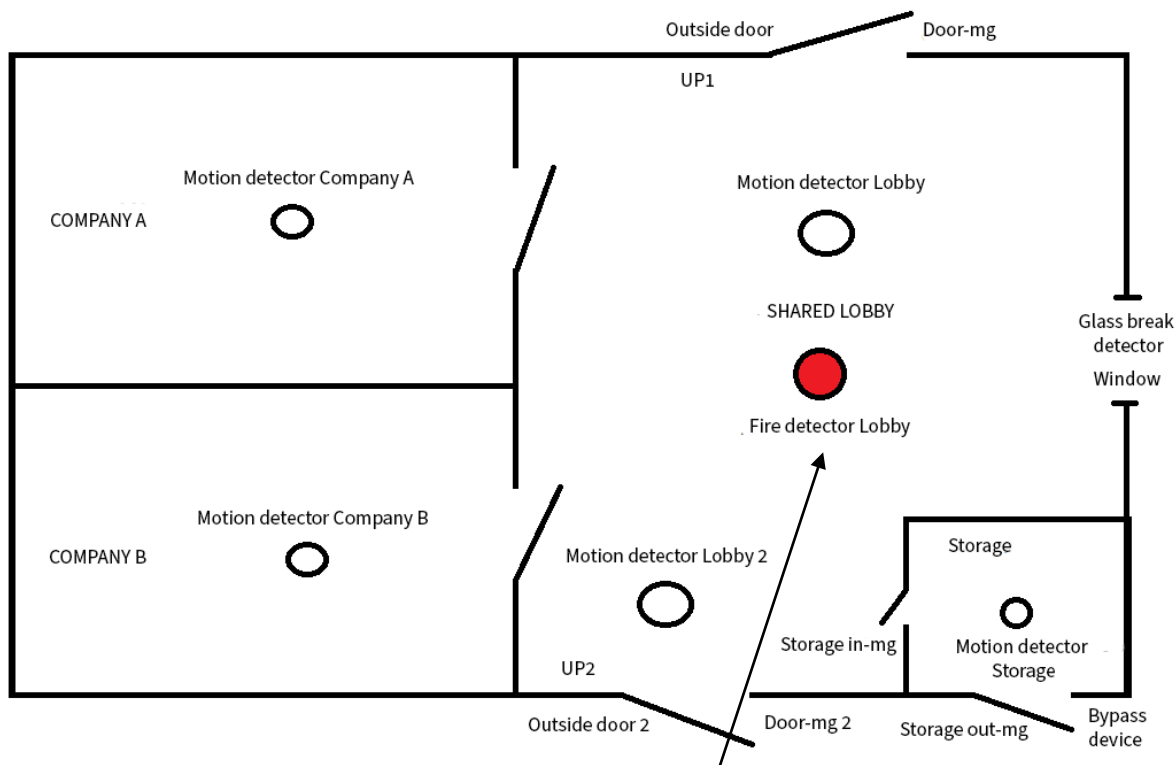 Outside door
Door-mg
UP1
Motion detector Company A
Motion detector Lobby
COMPANY A
SHARED LOBBY
Glass break
detector
Window
Fire detector Lobby
Motion detector Company B
COMPANY B
Motion detector Lobby 2
Storage
Storage in-mg
Motion detector
Storage
UP2
Outside door 2
Door-mg 2
Storage out-mg
Bypass
device